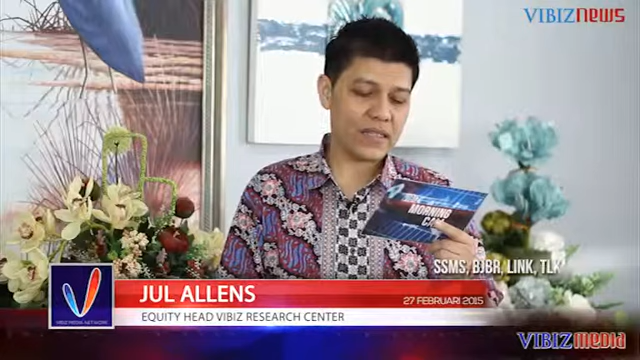 VIBIZNEWS
MORNING
CALL
SSMS, BJBR, LINK, TLK
JUL ALLENS
27 FEBRUARI 2015
EQUITY HEAD VIBIZ RESEARCH CENTER
VIBIZ MEDIA NETWORK
VIBIZmedia